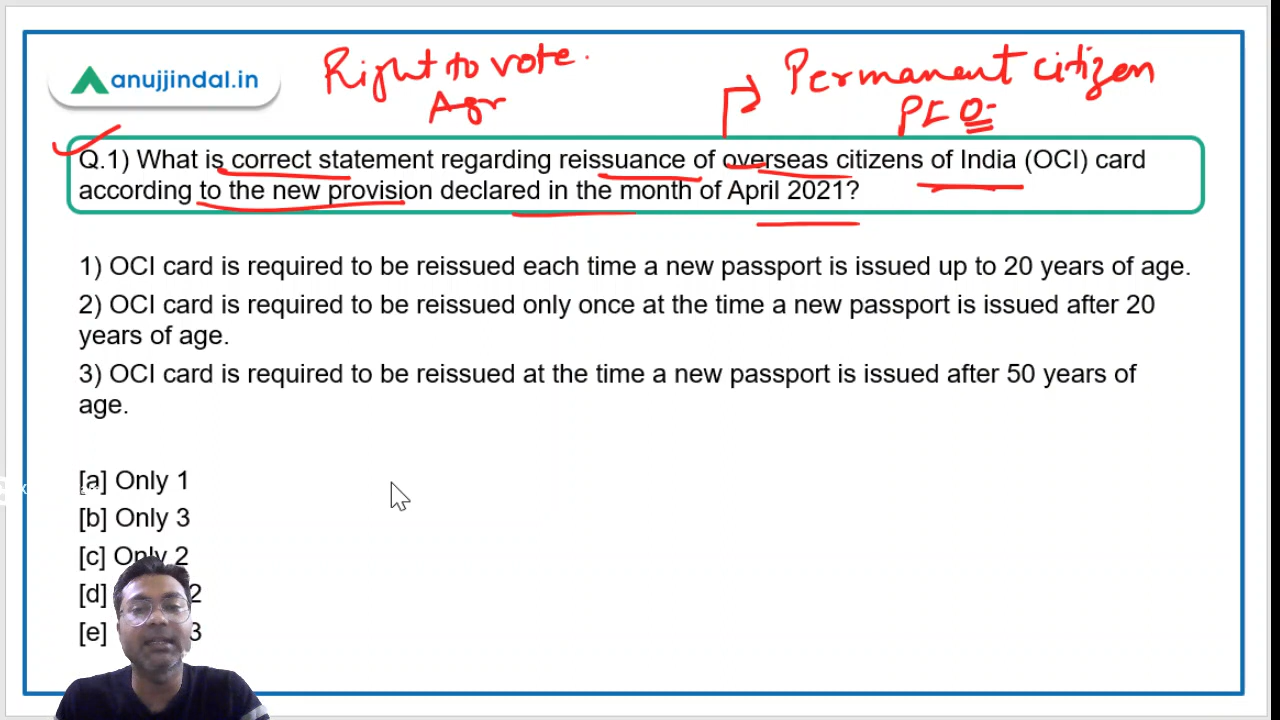 Right to vote.
Permanent citizen
anujjindal.in
Agr
Q.1) What is correct statement regarding reissuance of overseas citizens of India (OCI) card
according to the new provision declared in the month of April 2021?
1) OCI card is required to be reissued each time a new passport is issued up to 20 years of age.
2) OCI card is required to be reissued only once at the time a new passport is issued after 20
years of age.
3) OCI card is required to be reissued at the time a new passport is issued after 50 years of
age.
[a] Only 1
[b] Only 3
[c] Only 2
[d] 2
[e] 3